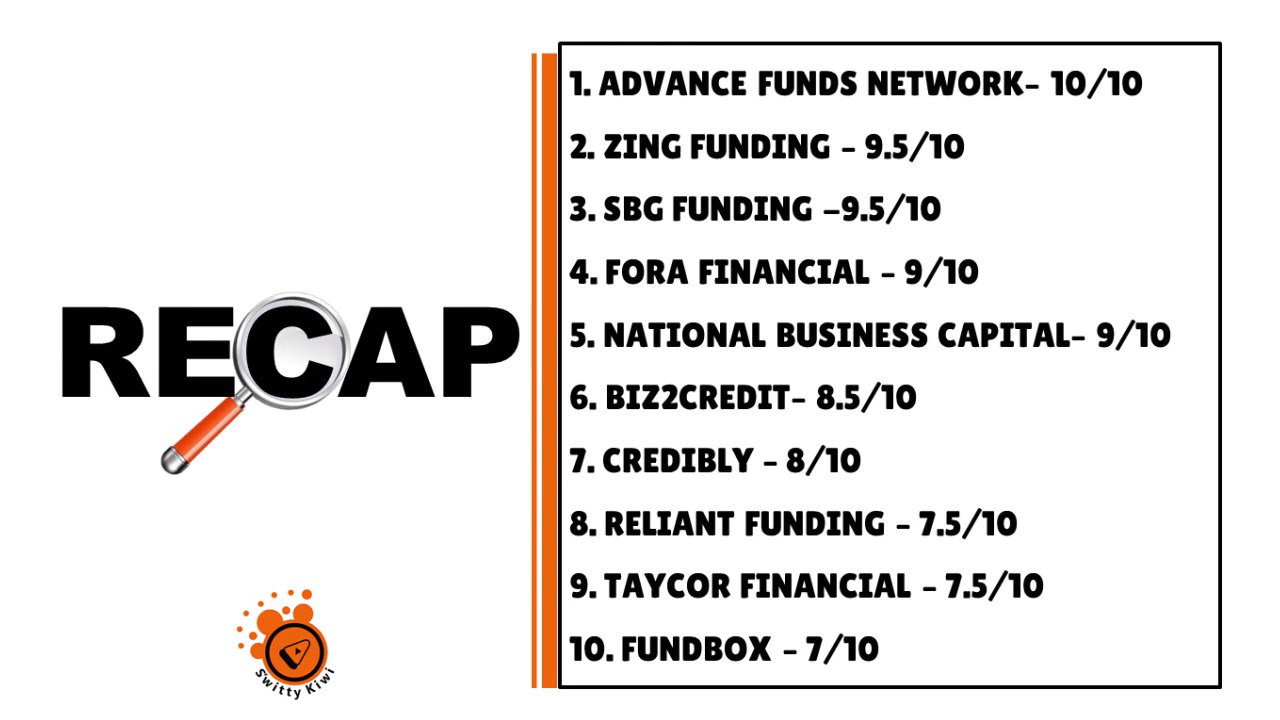 RECAP
1. ADVANCE FUNDS NETWORK- 10/10
2. ZING FUNDING - 9.5/10
3. SBG FUNDING -9.5/10
4. FORA FINANCIAL - 9/10
5. NATIONAL BUSINESS CAPITAL- 9/10
6. BIZ2CREDIT- 8.5/10
7. CREDIBLY - 8/10
8. RELIANT FUNDING - 7.5/10
9. TAYCOR FINANCIAL - 7.5/10
10. FUNDBOX - 7/10
Switty Kiwi